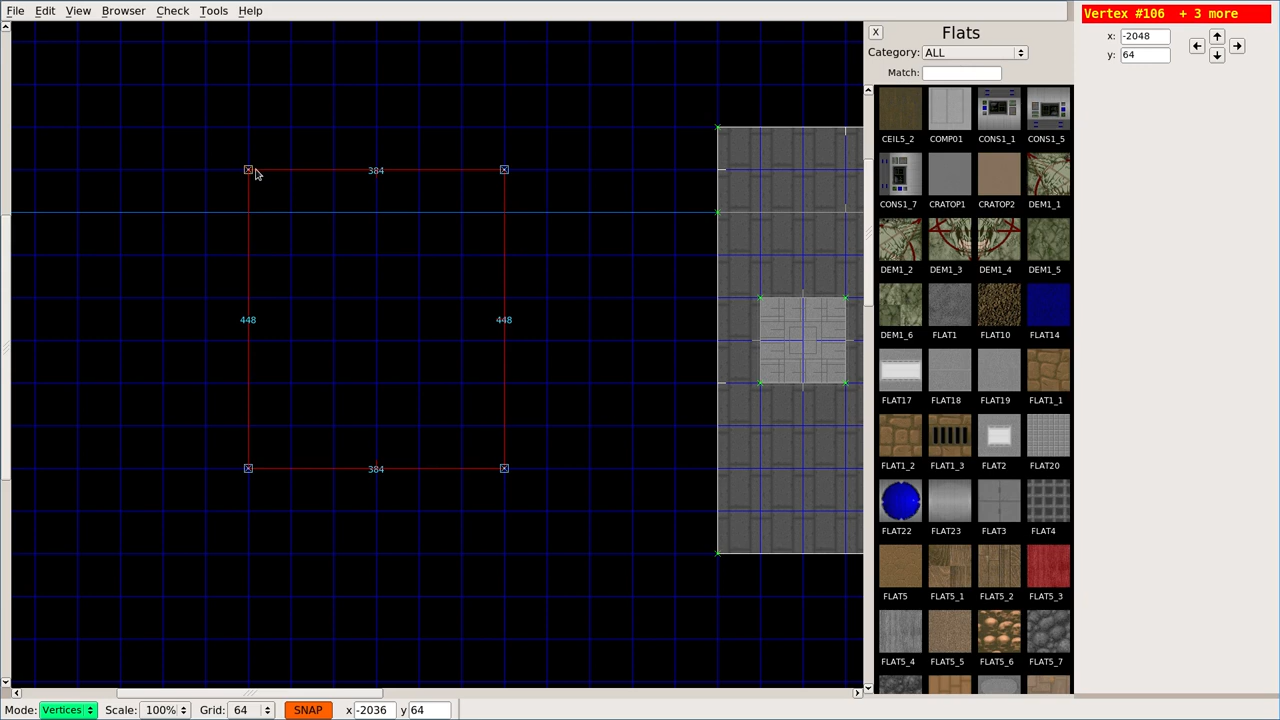 File Edit View Browser Check Tools Help
Vertex #106 + 3 more
x: -2048
y: 64
X Flats
Category: ALL
Match:
CEIL5_2 COMP01 CONS1_1 CONS1_5
CONS1_7 CRATOP1 CRATOP2 DEM1_1
DEM1_2 DEM1_3 DEM1_4 DEM1_5
DEM1_6 FLAT1 FLAT10 FLAT14
FLAT17 FLAT18 FLAT19 FLAT1_1
FLAT1_2 FLAT1_3 FLAT2 FLAT20
FLAT22 FLAT23 FLAT3 FLAT4
FLAT5 FLAT5_1 FLAT5_2 FLAT5_3
FLAT5_4 FLAT5_5 FLAT5_6 FLAT5_7
384
448 448
384
Mode: Vertices Scale: 100% Grid: 64 SNAP x -2036 y 64